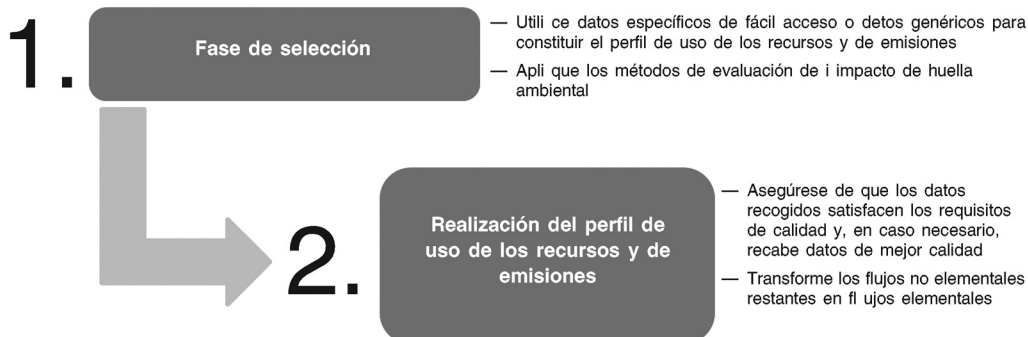 1.
Fase de selección
— Utili ce datos específicos de fácil acceso o detos genéricos para
constituir el perfil de uso de los recursos y de emisiones
— Apli que los métodos de evaluación de i impacto de huella
ambiental
2.
Realización del perfil de
uso de los recursos y de
emisiones
— Asegúrese de que los datos
recogidos satisfacen los requisitos
de calidad y, en caso necesario,
recabe datos de mejor calidad
— Transforme los flujos no elementales
restantes en fl ujos elementales